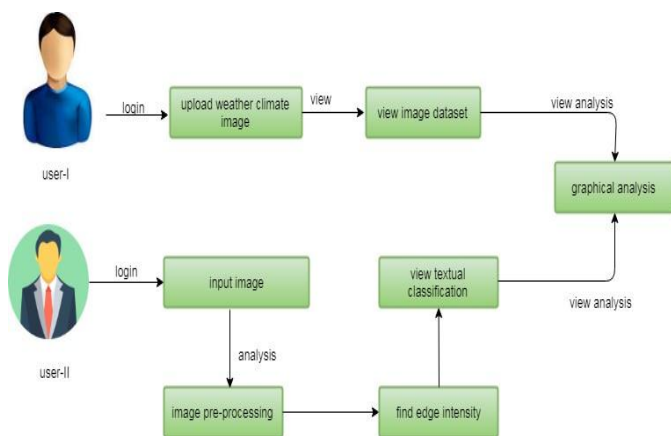 login
upload weather climate
image
view
view image dataset
view analysis
user-I
graphical analysis
login
input image
view textual
classification
view analysis
user-II
analysis
image pre-processing
find edge intensity